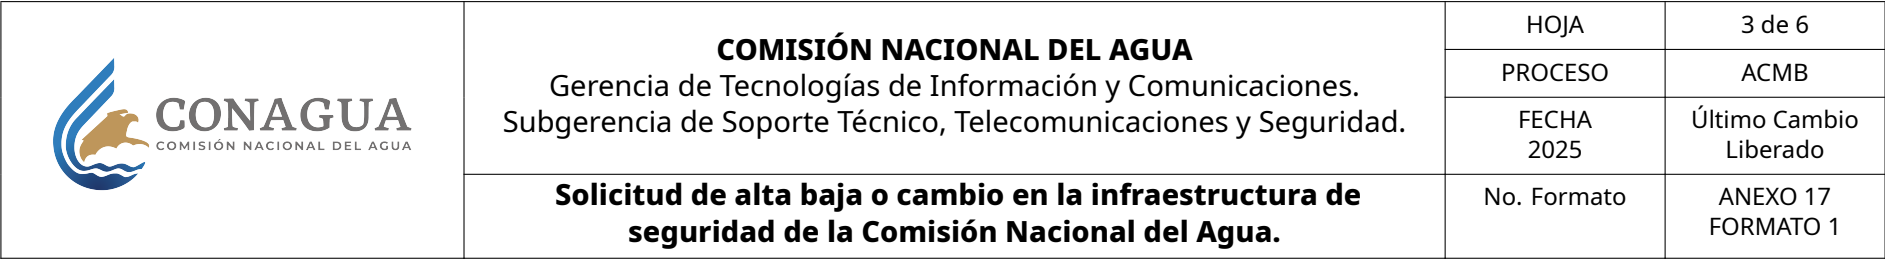 CONAGUA
COMISIÓN NACIONAL DEL AGUA
COMISIÓN NACIONAL DEL AGUA
Gerencia de Tecnologías de Información y Comunicaciones.
Subgerencia de Soporte Técnico, Telecomunicaciones y Seguridad.
Solicitud de alta baja o cambio en la infraestructura de
seguridad de la Comisión Nacional del Agua.
HOJA
3 de 6
PROCESO
ACMB
FECHA
2025
Último Cambio
Liberado
No. Formato
ANEXO 17
FORMATO 1